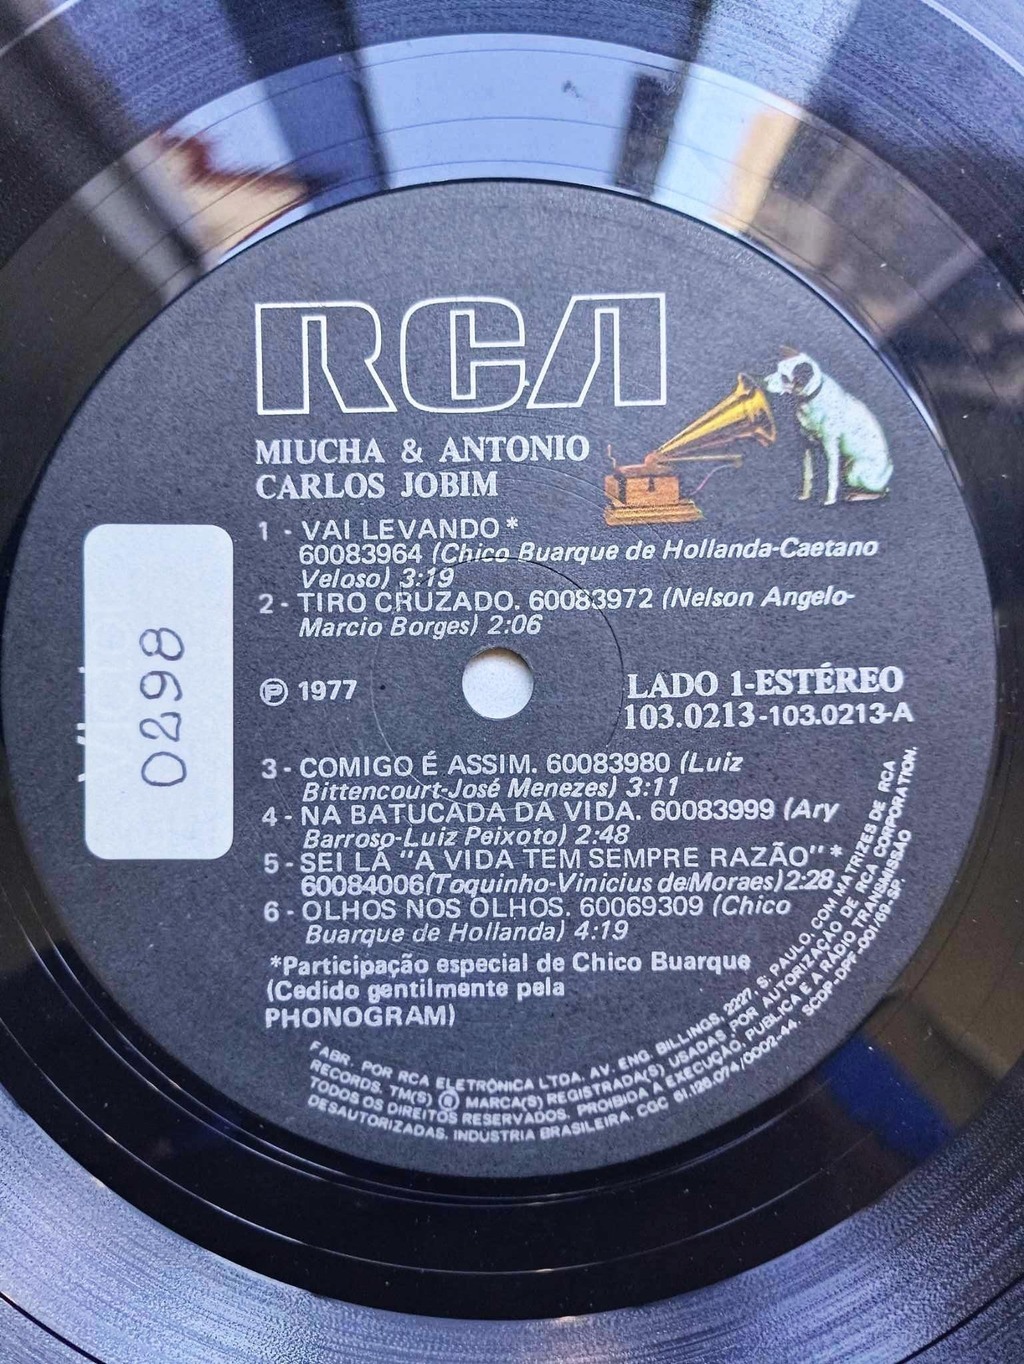 RCA
MIUCHA & ANTONIO
CARLOS JOBIM
1 - VAI LEVANDO *
60083964 (Chico Buarque de Hollanda-Caetano
Veloso) 3:19
2 - TIRO CRUZADO. 60083972 (Nelson Angelo-
Marcio Borges) 2:06
Ⓟ 1977
LADO 1-ESTÉREO
103.0213-103.0213-A
0298
3 - COMIGO É ASSIM. 60083980 (Luiz
Bittencourt-José Menezes) 3:11
4 - NA BATUCADA DA VIDA. 60083999 (Ary
Barroso-Luiz Peixoto) 2:48
5 - SEI LÁ "A VIDA TEM SEMPRE RAZÃO" *
60084006(Toquinho-Vinicius deMoraes)2:28
6 - OLHOS NOS OLHOS. 60069309 (Chico
Buarque de Hollanda) 4:19
*Participação especial de Chico Buarque
(Cedido gentilmente pela
PHONOGRAM)
FABR. POR RCA ELETRÔNICA LTDA. AV. ENG. BILLINGS, 2227, S. PAULO, COM MATRIZES DE RCA
RECORDS. TM(S) ® MARCA(S) REGISTRADA(S) USADAS POR AUTORIZAÇÃO DE RCA CORPORATION.
TODOS OS DIREITOS RESERVADOS. PROIBIDA A EXECUÇÃO, PÚBLICA E A RÁDIO TRANSMISSÃO
DESAUTORIZADAS. INDÚSTRIA BRASILEIRA. CGC 61.126.074/0002-44. SCDP-DPF-001/69-SP.